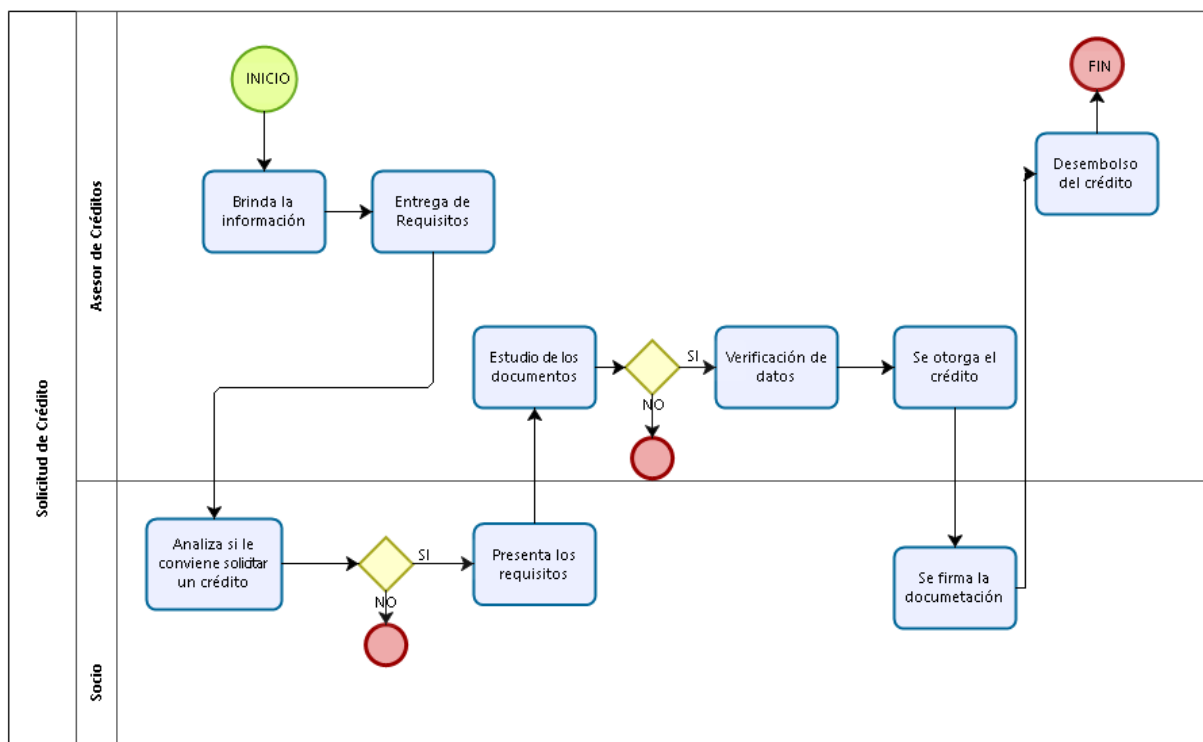 Solicitud de Crédito
Asesor de Créditos
INICIO
Brinda la
información
Entrega de
Requisitos
Estudio de los
documentos
SI
NO
Verificación de
datos
Se otorga el
crédito
Desembolso
del crédito
FIN
Socio
Analiza si le
conviene solicitar
un crédito
SI
NO
Presenta los
requisitos
Se firma la
documetación